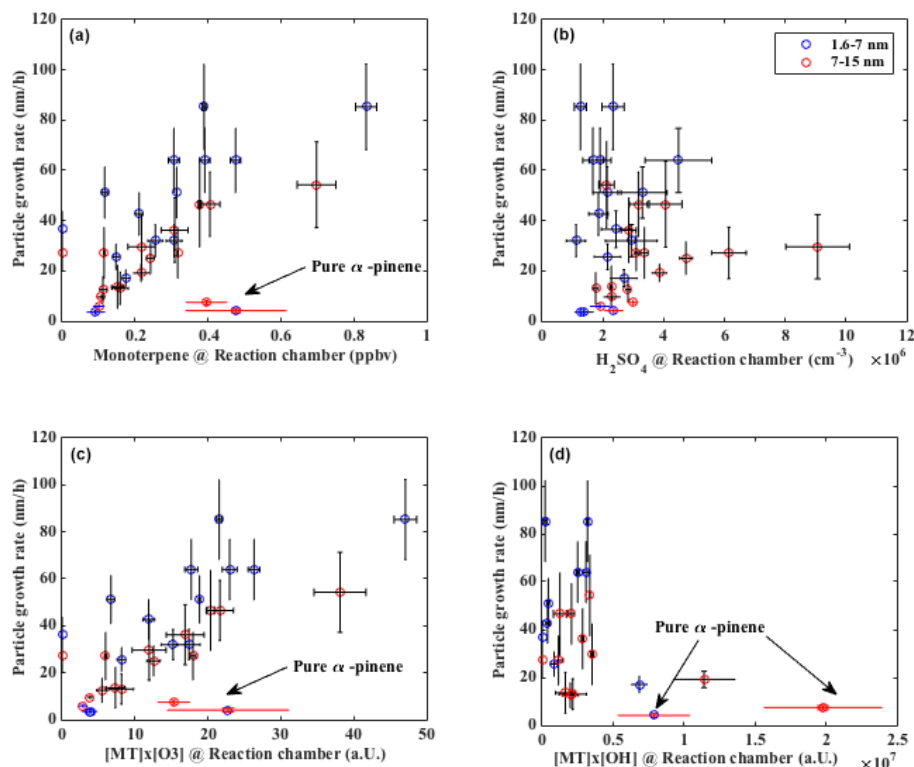 (a)
120
100
80
60
40
20
0
Particle growth rate (nm/h)
Pure α -pinene
0 0.2 0.4 0.6 0.8 1
Monoterpene @ Reaction chamber (ppbv)
(b)
1.6-7 nm
7-15 nm
120
100
80
60
40
20
0
Particle growth rate (nm/h)
0 2 4 6 8 10 12
H2SO4 @ Reaction chamber (cm-3) ×10^6
(c)
120
100
80
60
40
20
0
Particle growth rate (nm/h)
Pure α -pinene
0 10 20 30 40 50
[MT]x[O3] @ Reaction chamber (a.U.)
(d)
120
100
80
60
40
20
0
Particle growth rate (nm/h)
Pure α -pinene
0 0.5 1 1.5 2 2.5
[MT]x[OH] @ Reaction chamber (a.U.) ×10^7